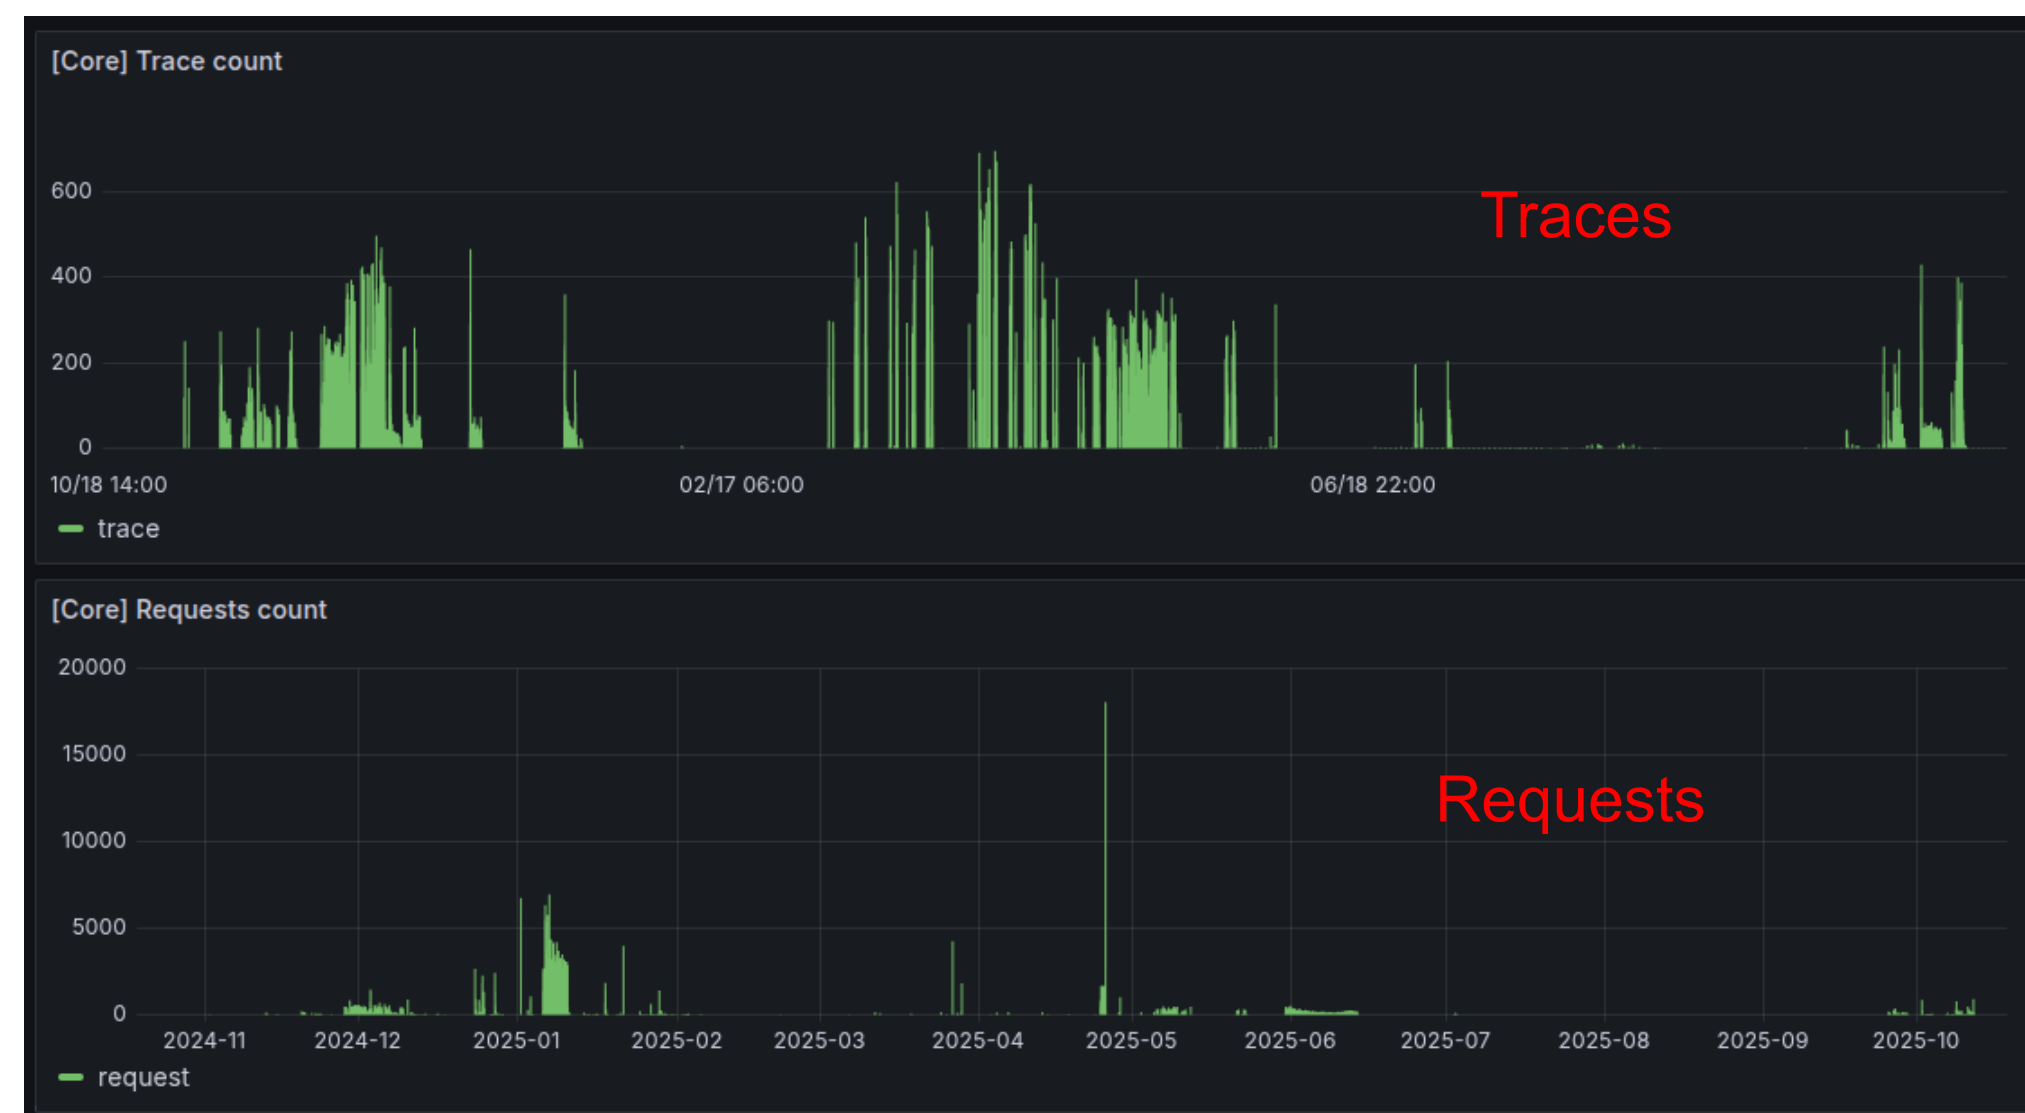 [Core] Trace count
600
400
200
0
10/18 14:00 02/17 06:00 06/18 22:00
trace
Traces
[Core] Requests count
20000
15000
10000
5000
0
2024-11 2024-12 2025-01 2025-02 2025-03 2025-04 2025-05 2025-06 2025-07 2025-08 2025-09 2025-10
request
Requests